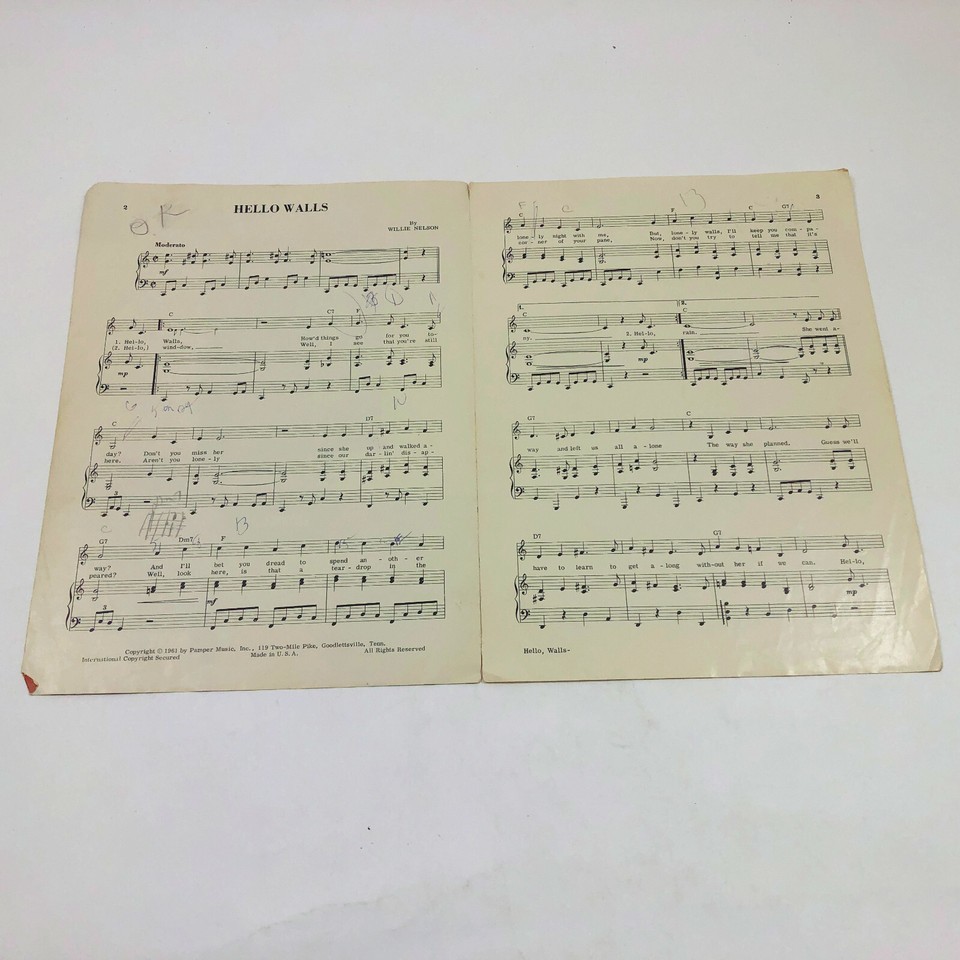 2
O.K
HELLO WALLS
By
WILLIE NELSON
Moderato
mf
C C7 F
1. Hel-lo, Walls, How'd things go for you to-
(2. Hel-lo,) win-dow, Well, I see that you're still
mp
C D7
day? Don't you miss her since she up and walked a-
here. Aren't you lone-ly since our dar-lin' dis-ap-
3
C B
G7 Dm7 F
way? And I'll bet you dread to spend an-oth-er
peared? Well, look here, is that a tear-drop in the
mf
3
Copyright © 1961 by Pamper Music, Inc., 119 Two-Mile Pike, Goodlettsville, Tenn.
International Copyright Secured Made in U.S.A. All Rights Reserved
3
F C B
C F C G7
lone-ly night with me, But, lone-ly walls, I'll keep you com-pa-
cor-ner of your pane, Now, don't you try to tell me that it's
1. 2.
C C
ny. 2. Hel-lo, rain. She went a-
mp
G7 C
way and left us all a-lone The way she planned. Guess we'll
D7 G7
have to learn to get a-long with-out her if we can. Hel-lo,
mp
Hello, Walls-